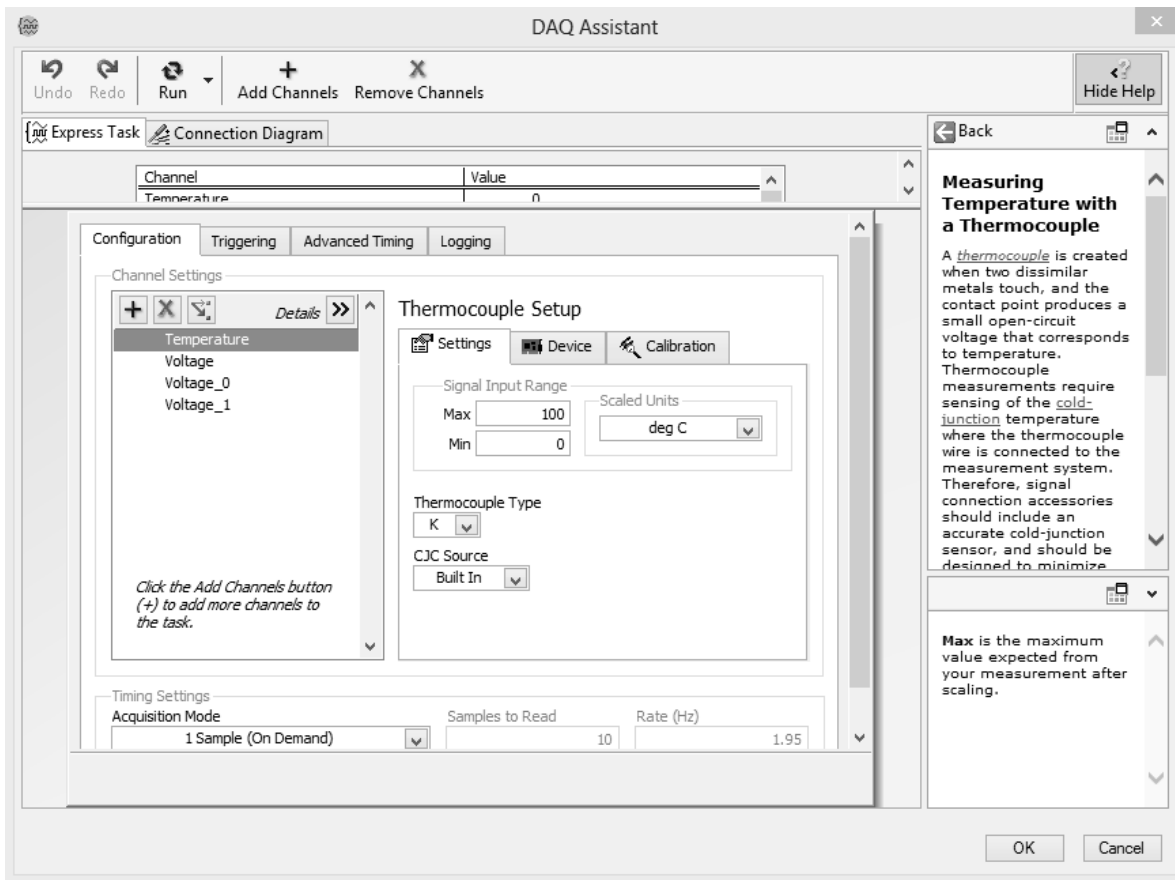 DAQ Assistant
Undo Redo Run Add Channels Remove Channels Hide Help
Express Task Connection Diagram
Channel Value
Temperature 0
Configuration Triggering Advanced Timing Logging
Channel Settings
Details
Temperature
Voltage
Voltage_0
Voltage_1
Click the Add Channels button
(+) to add more channels to
the task.
Thermocouple Setup
Settings Device Calibration
Signal Input Range
Max 100
Min 0
Scaled Units
deg C
Thermocouple Type
K
CJC Source
Built In
Timing Settings
Acquisition Mode Samples to Read Rate (Hz)
1 Sample (On Demand) 10 1.95
Back
Measuring
Temperature with
a Thermocouple
A thermocouple is created
when two dissimilar
metals touch, and the
contact point produces a
small open-circuit
voltage that corresponds
to temperature.
Thermocouple
measurements require
sensing of the cold-
junction temperature
where the thermocouple
wire is connected to the
measurement system.
Therefore, signal
connection accessories
should include an
accurate cold-junction
sensor, and should be
designed to minimize
Max is the maximum
value expected from
your measurement after
scaling.
OK Cancel